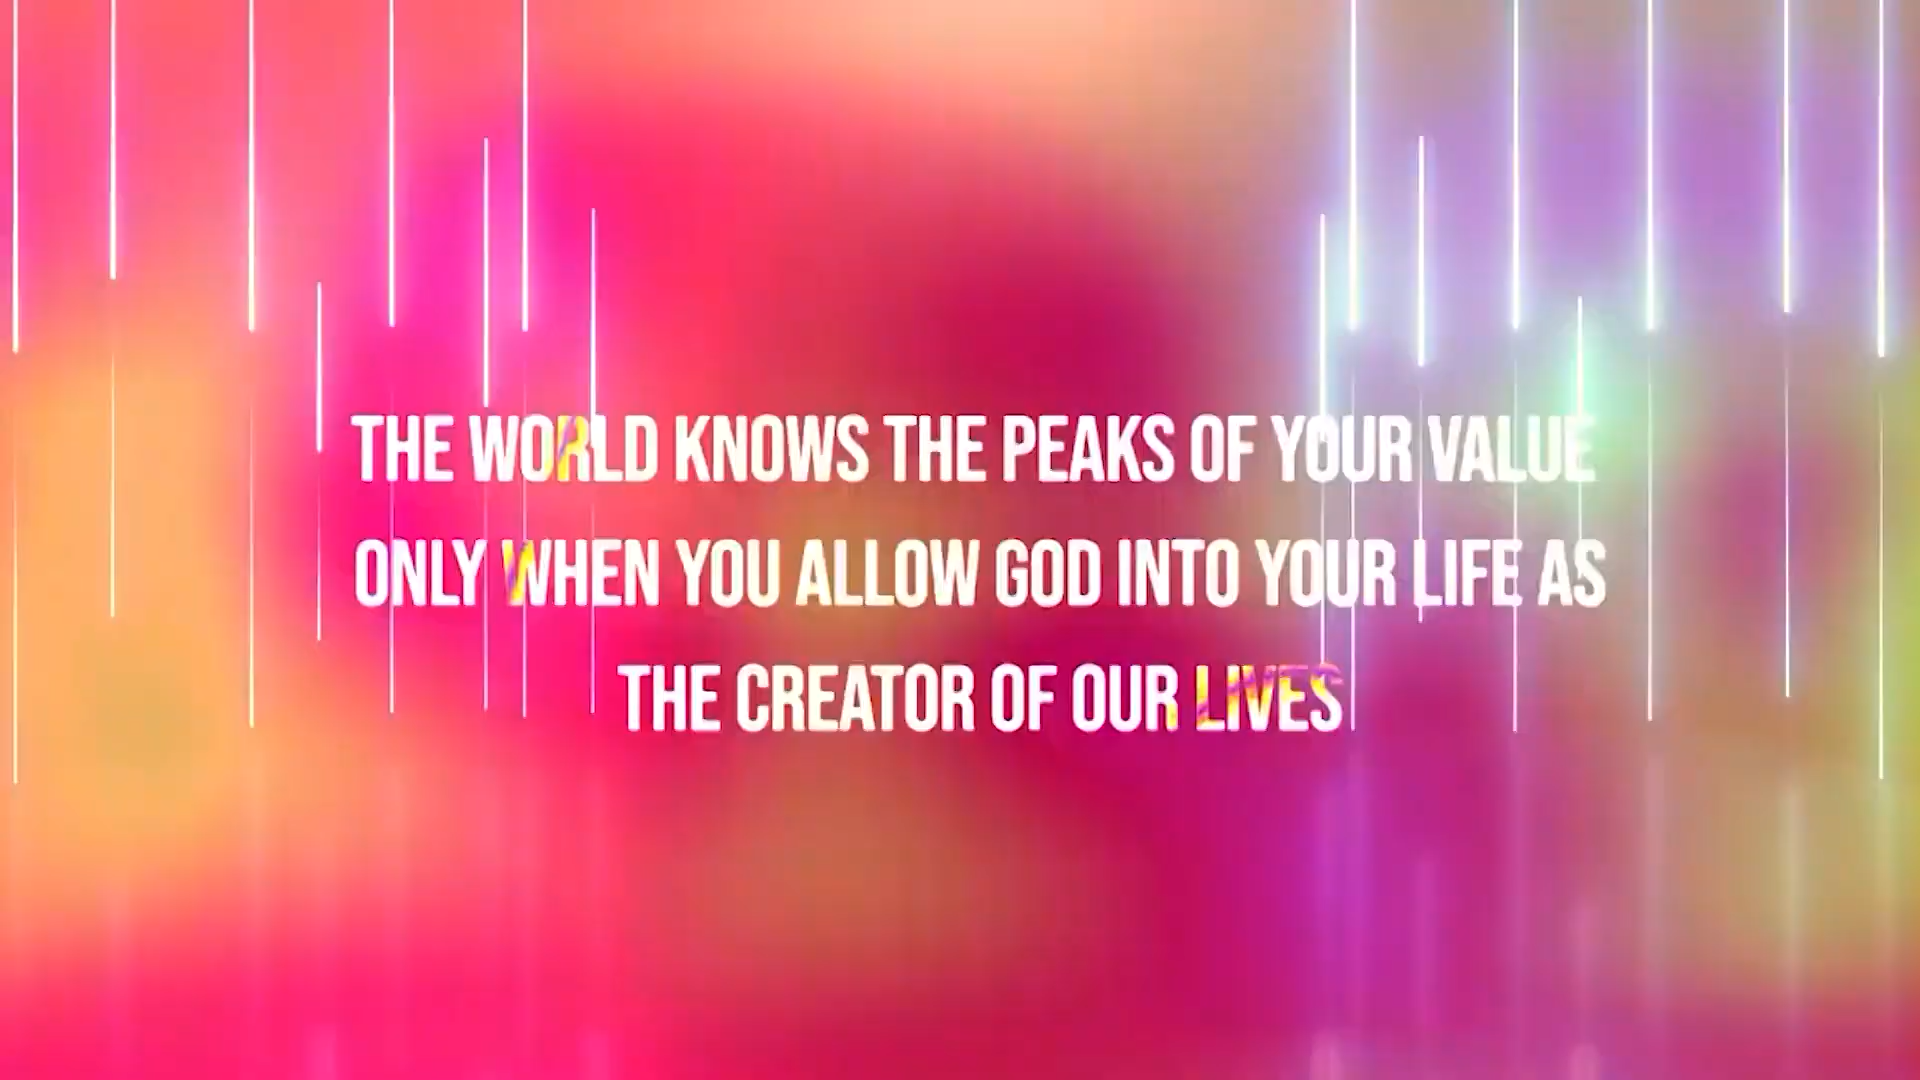 THE WORLD KNOWS THE PEAKS OF YOUR VALUE
ONLY WHEN YOU ALLOW GOD INTO YOUR LIFE AS
THE CREATOR OF OUR LIVES